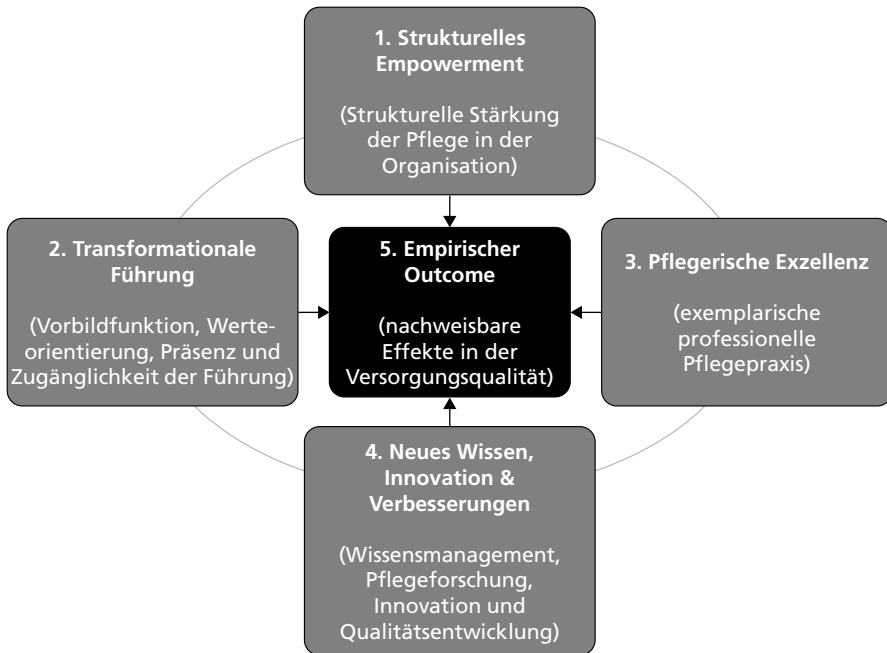 1. Strukturelles
Empowerment
(Strukturelle Stärkung
der Pflege in der
Organisation)
2. Transformationale
Führung
(Vorbildfunktion, Werte-
orientierung, Präsenz und
Zugänglichkeit der Führung)
5. Empirischer
Outcome
(nachweisbare
Effekte in der
Versorgungsqualität)
3. Pflegerische Exzellenz
(exemplarische
professionelle
Pflegepraxis)
4. Neues Wissen,
Innovation &
Verbesserungen
(Wissensmanagement,
Pflegeforschung,
Innovation und
Qualitätsentwicklung)